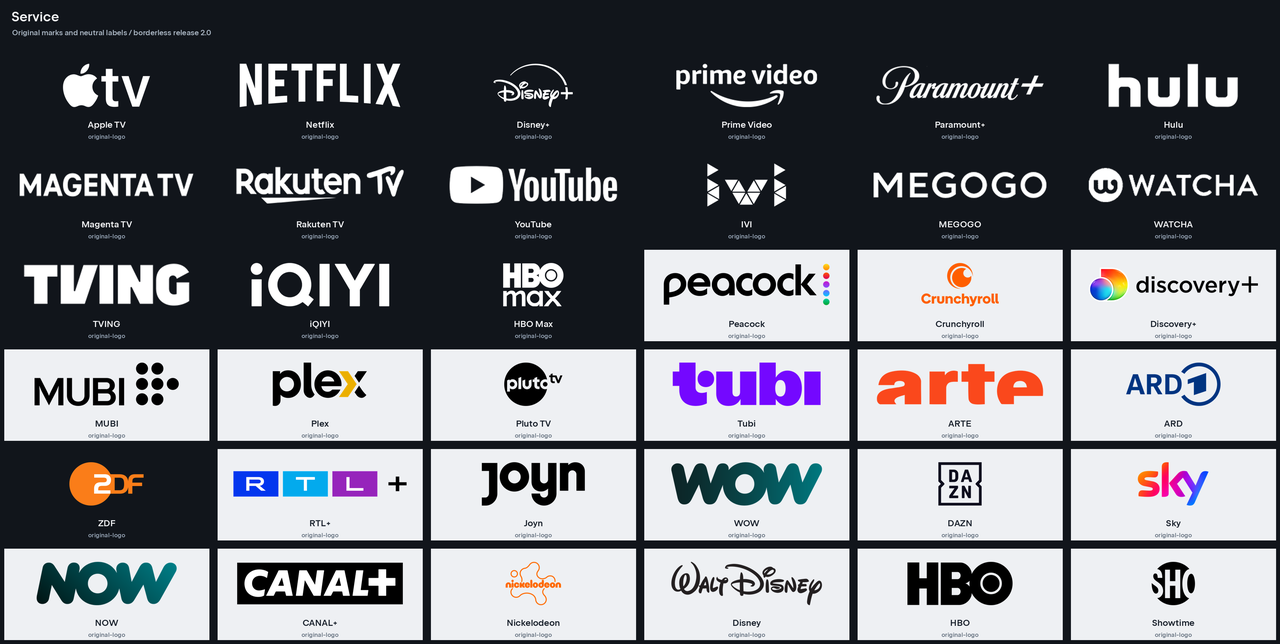 Service
Original marks and neutral labels / borderless release 2.0
tv NETFLIX Disney+ prime video Paramount+ hulu
Apple TV Netflix Disney+ Prime Video Paramount+ Hulu
original-logo original-logo original-logo original-logo original-logo original-logo
MAGENTA TV Rakuten TV YouTube ivi MEGOGO WATCHA
Magenta TV Rakuten TV YouTube IVI MEGOGO WATCHA
original-logo original-logo original-logo original-logo original-logo original-logo
TVING iQIYI HBO max peacock Crunchyroll discovery+
TVING iQIYI HBO Max Peacock Crunchyroll Discovery+
original-logo original-logo original-logo original-logo original-logo original-logo
MUBI plex pluto tv tubi arte ARD 1
MUBI Plex Pluto TV Tubi ARTE ARD
original-logo original-logo original-logo original-logo original-logo original-logo
ZDF RTL+ Joyn WOW DAZN sky
ZDF RTL+ Joyn WOW DAZN Sky
original-logo original-logo original-logo original-logo original-logo original-logo
NOW CANAL+ nickelodeon WALT DISNEY HBO SHO
NOW CANAL+ Nickelodeon Disney HBO Showtime
original-logo original-logo original-logo original-logo original-logo original-logo